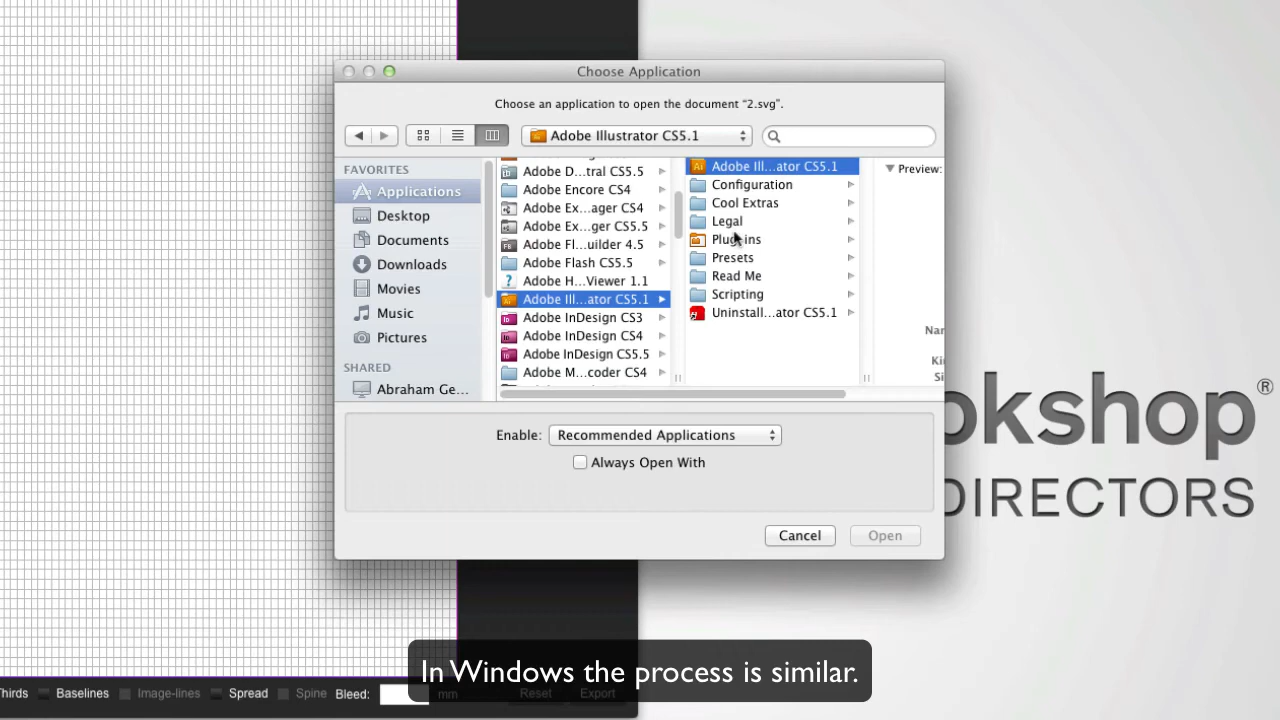 Choose Application
Choose an application to open the document “2.svg”.
Adobe Illustrator CS5.1
FAVORITES
Applications
Desktop
Documents
Downloads
Movies
Music
Pictures
SHARED
Abraham Ge...
Adobe D...tral CS5.5
Adobe Encore CS4
Adobe Ex...ager CS4
Adobe Ex...ger CS5.5
Adobe Fl...uilder 4.5
Adobe Flash CS5.5
Adobe H...Viewer 1.1
Adobe Ill...ator CS5.1
Adobe InDesign CS3
Adobe InDesign CS4
Adobe InDesign CS5.5
Adobe M...coder CS4
Adobe Ill...ator CS5.1
Configuration
Cool Extras
Legal
Plug-ins
Presets
Read Me
Scripting
Uninstall...ator CS5.1
Preview:
Nar
Kin
Si
Enable: Recommended Applications
Always Open With
Cancel Open
okshop®
DIRECTORS
In Windows the process is similar.
hirds Baselines Image-lines Spread Spine Bleed: mm Reset Export